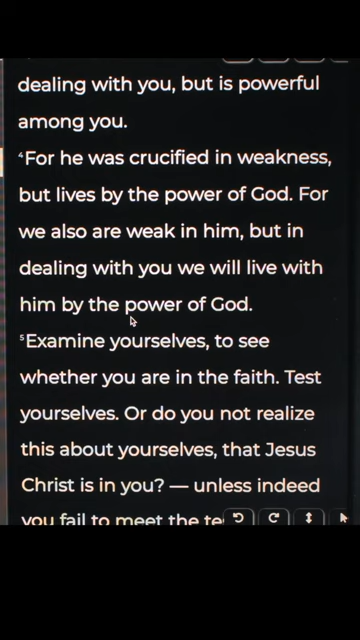 dealing with you, but is powerful
among you.
⁴For he was crucified in weakness,
but lives by the power of God. For
we also are weak in him, but in
dealing with you we will live with
him by the power of God.
⁵Examine yourselves, to see
whether you are in the faith. Test
yourselves. Or do you not realize
this about yourselves, that Jesus
Christ is in you? — unless indeed
you fail to meet the te